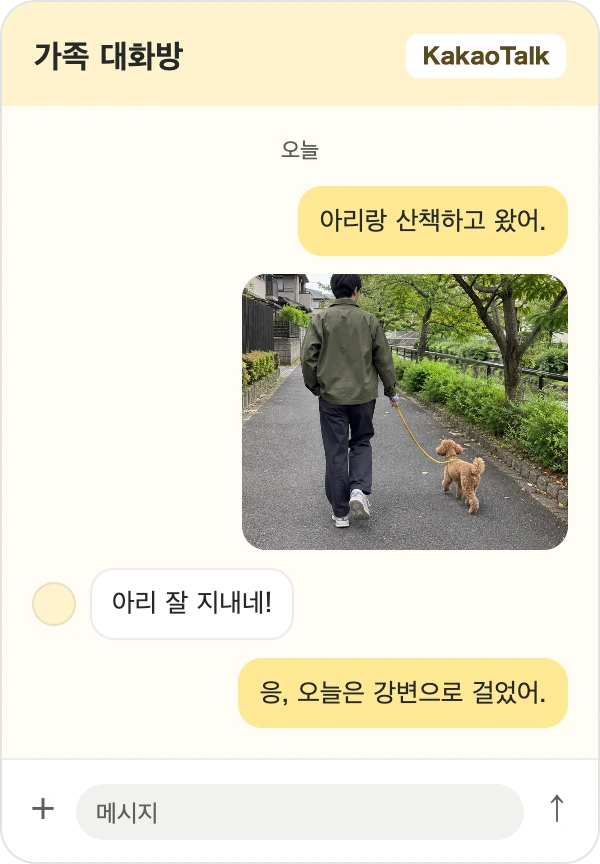 가족 대화방
KakaoTalk
오늘
아리랑 산책하고 왔어.
아리 잘 지내네!
응, 오늘은 강변으로 걸었어.
+
메시지
↑